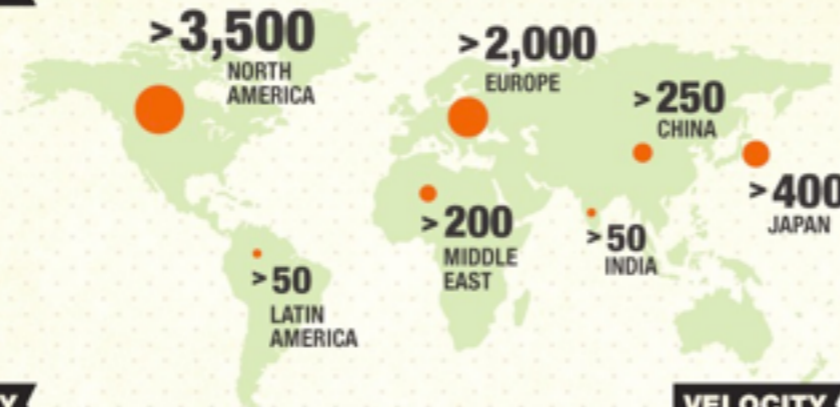 >3,500
NORTH
AMERICA
>2,000
EUROPE
>250
CHINA
>400
JAPAN
>200
MIDDLE
EAST
>50
INDIA
>50
LATIN
AMERICA
Y
VELOCITY